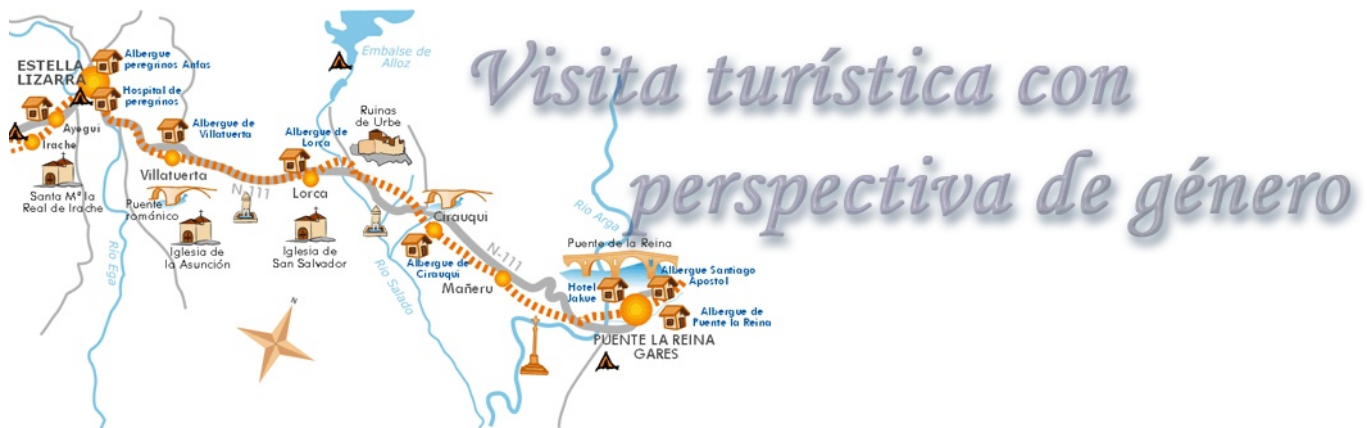 Visita turística con
perspectiva de género
Embalse de
Alloz
Albergue
peregrinos Anfas
ESTELLA
LIZARRA
Hospital de
peregrinos
Ayegui
Irache
Santa Mª la
Real de Irache
Albergue de
Villatuerta
Villatuerta
Puente
románico
Iglesia de
la Asunción
Río Ega
N-111
Albergue de
Lorca
Lorca
Iglesia de
San Salvador
Ruinas
de Urbe
Río Salado
Cirauqui
Albergue de
Cirauqui
N-111
Mañeru
Río Arga
Puente de la Reina
Hotel
Jakue
Albergue Santiago
Apostol
Albergue de
Puente la Reina
PUENTE LA REINA
GARES
N